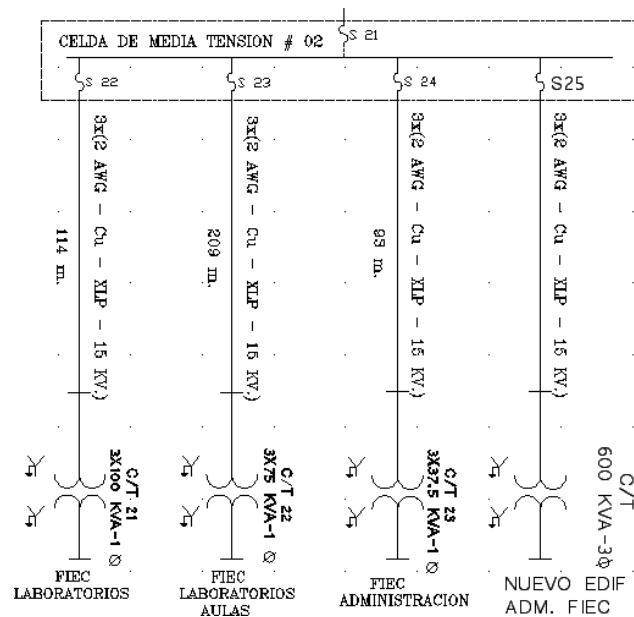 CELDA DE MEDIA TENSION # 02
S 21
S 22
S 23
S 24
S25
3x(2 AWG - Cu - XLP - 15 KV.)
114 m.
3x(2 AWG - Cu - XLP - 15 KV.)
209 m.
3x(2 AWG - Cu - XLP - 15 KV.)
93 m.
3x(2 AWG - Cu - XLP - 15 KV.)
C/T 21
3X100 KVA-1 Ø
C/T 22
3X75 KVA-1 Ø
C/T 23
3X37.5 KVA-1 Ø
C/T
600 KVA-3ϕ
FIEC
LABORATORIOS
FIEC
LABORATORIOS
AULAS
FIEC
ADMINISTRACION
NUEVO EDIF
ADM. FIEC